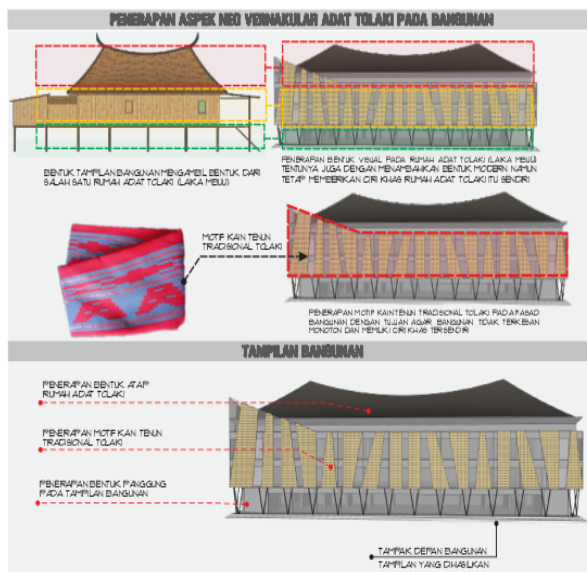 PENERAPAN ASPEK NEO VERNAKULAR ADAT TOLAKI PADA BANGUNAN
BENTUK TAMPILAN BANGUNAN MENGAMBIL BENTUK DARI
SALAH SATU RUMAH ADAT TOLAKI (LAIKA MBUU)
PENERAPAN BENTUK VISUAL PADA RUMAH ADAT TOLAKI (LAIKA MBUU)
TENTUNYA JUGA DENGAN MENAMBAHKAN BENTUK MODERN NAMUN
TETAP MEMBERIKAN CIRI KHAS RUMAH ADAT TOLAKI ITU SENDIRI
MOTIF KAIN TENUN
TRADISIONAL TOLAKI
PENERAPAN MOTIF KAIN TENUN TRADISIONAL TOLAKI PADA FASAD
BANGUNAN DENGAN TUJUAN AGAR BANGUNAN TIDAK TERKESAN
MONOTON DAN MEMILIKI CIRI KHAS TERSENDIRI
TAMPILAN BANGUNAN
PENERAPAN BENTUK ATAP
RUMAH ADAT TOLAKI
PENERAPAN MOTIF KAIN TENUN
TRADISIONAL TOLAKI
PENERAPAN BENTUK PANGGUNG
PADA TAMPILAN BANGUNAN
TAMPAK DEPAN BANGUNAN
TAMPILAN YANG DIHASILKAN